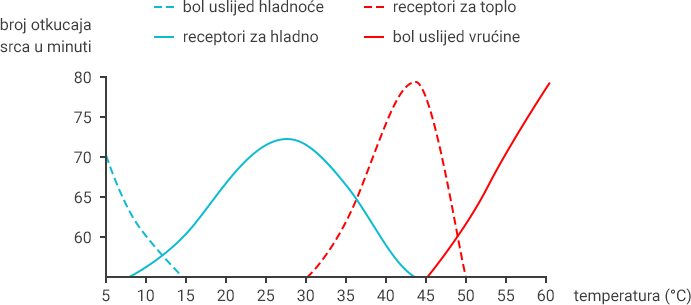 bol uslijed hladnoće
receptori za toplo
broj otkucaja
srca u minuti
receptori za hladno
bol uslijed vrućine
80
75
70
65
60
5 10 15 20 25 30 35 40 45 50 55 60
temperatura (°C)